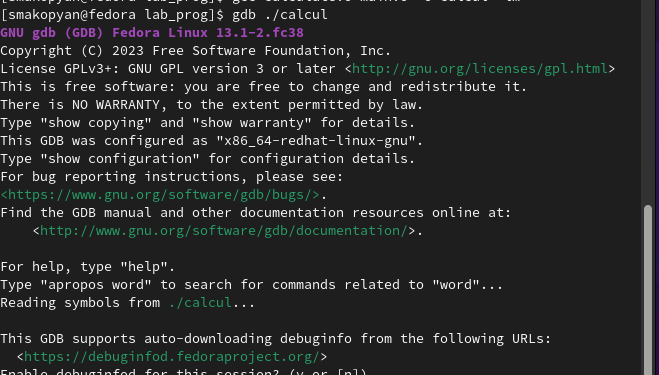 [smakopyan@fedora lab_prog]$ gdb ./calcul
GNU gdb (GDB) Fedora Linux 13.1-2.fc38
Copyright (C) 2023 Free Software Foundation, Inc.
License GPLv3+: GNU GPL version 3 or later <http://gnu.org/licenses/gpl.html>
This is free software: you are free to change and redistribute it.
There is NO WARRANTY, to the extent permitted by law.
Type "show copying" and "show warranty" for details.
This GDB was configured as "x86_64-redhat-linux-gnu".
Type "show configuration" for configuration details.
For bug reporting instructions, please see:
<https://www.gnu.org/software/gdb/bugs/>.
Find the GDB manual and other documentation resources online at:
    <http://www.gnu.org/software/gdb/documentation/>.

For help, type "help".
Type "apropos word" to search for commands related to "word"...
Reading symbols from ./calcul...

This GDB supports auto-downloading debuginfo from the following URLs:
  <https://debuginfod.fedoraproject.org/>
Enable debuginfod for this session? (y or [n])